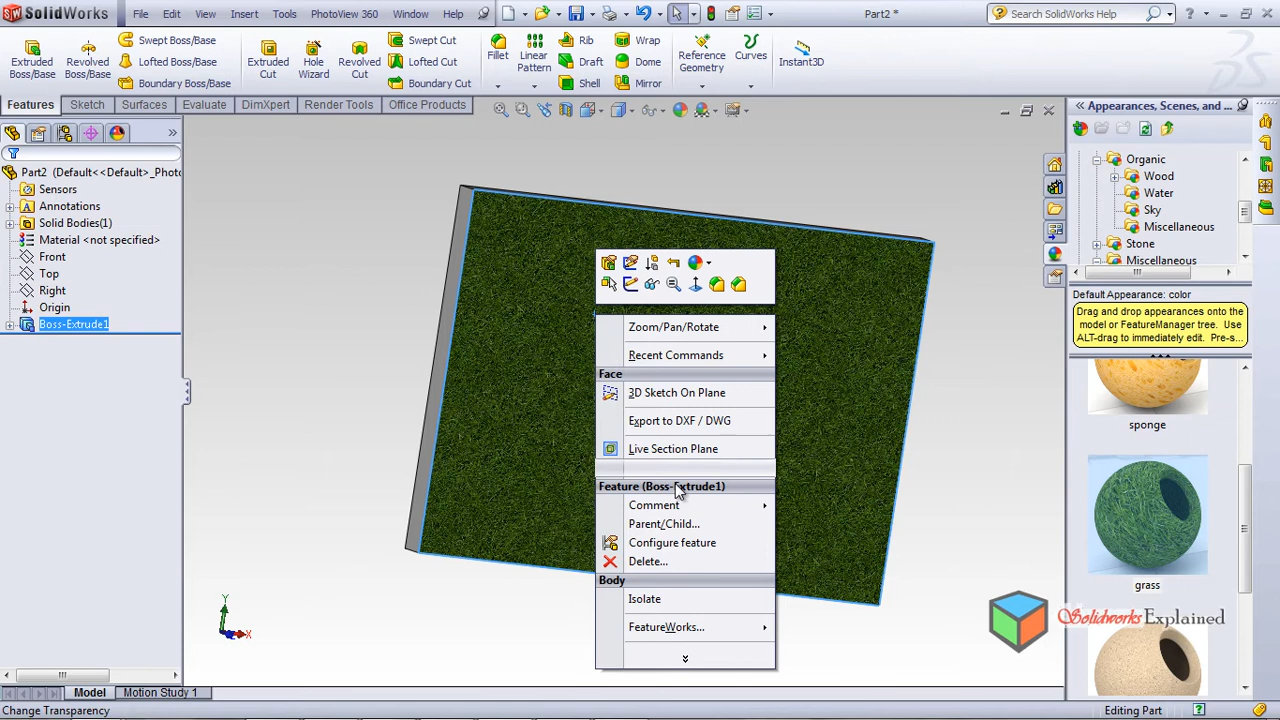 SolidWorks File Edit View Insert Tools PhotoView 360 Window Help Part2 * Search SolidWorks Help
Extruded Boss/Base
Revolved Boss/Base
Swept Boss/Base
Lofted Boss/Base
Boundary Boss/Base
Extruded Cut
Hole Wizard
Revolved Cut
Swept Cut
Lofted Cut
Boundary Cut
Fillet
Linear Pattern
Rib
Draft
Shell
Wrap
Dome
Mirror
Reference Geometry
Curves
Instant3D
Features Sketch Surfaces Evaluate DimXpert Render Tools Office Products
Part2 (Default<<Default>_Photo
Sensors
Annotations
Solid Bodies(1)
Material <not specified>
Front
Top
Right
Origin
Boss-Extrude1
Zoom/Pan/Rotate
Recent Commands
Face
3D Sketch On Plane
Export to DXF / DWG
Live Section Plane
Feature (Boss-Extrude1)
Comment
Parent/Child...
Configure feature
Delete...
Body
Isolate
FeatureWorks...
Y
X
Appearances, Scenes, and ...
Organic
Wood
Water
Sky
Miscellaneous
Stone
Miscellaneous
Default Appearance: color
Drag and drop appearances onto the
model or FeatureManager tree. Use
ALT-drag to immediately edit. Pre-s...
sponge
grass
Solidworks Explained
Model Motion Study 1
Change Transparency Editing Part